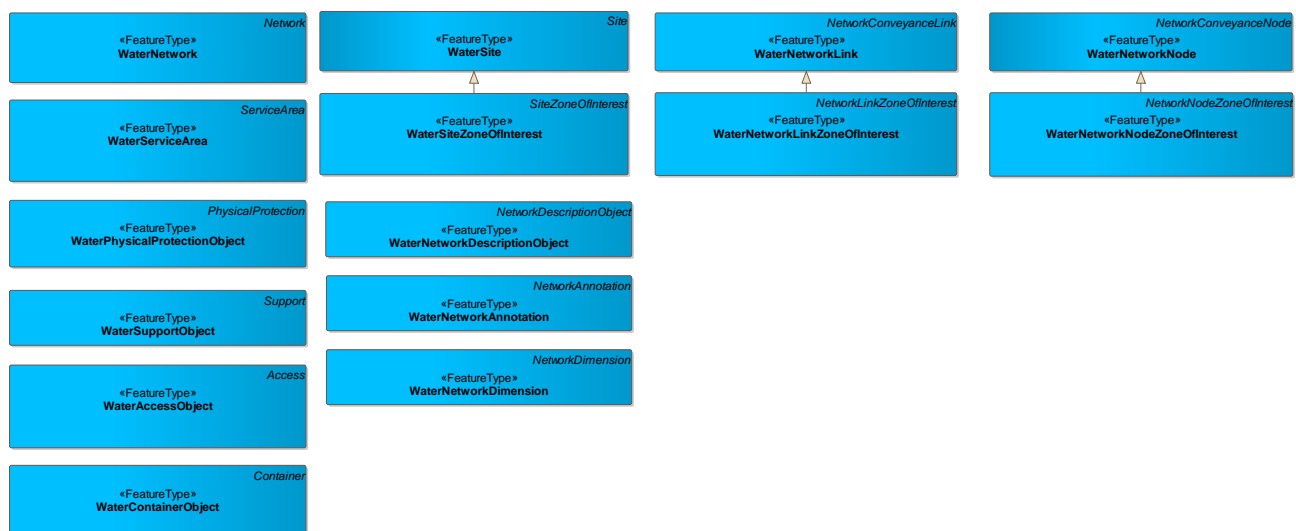 Network
«FeatureType»
WaterNetwork
Site
«FeatureType»
WaterSite
NetworkConveyanceLink
«FeatureType»
WaterNetworkLink
NetworkConveyanceNode
«FeatureType»
WaterNetworkNode
ServiceArea
«FeatureType»
WaterServiceArea
SiteZoneOfInterest
«FeatureType»
WaterSiteZoneOfInterest
NetworkLinkZoneOfInterest
«FeatureType»
WaterNetworkLinkZoneOfInterest
NetworkNodeZoneOfInterest
«FeatureType»
WaterNetworkNodeZoneOfInterest
PhysicalProtection
«FeatureType»
WaterPhysicalProtectionObject
NetworkDescriptionObject
«FeatureType»
WaterNetworkDescriptionObject
Support
«FeatureType»
WaterSupportObject
NetworkAnnotation
«FeatureType»
WaterNetworkAnnotation
Access
«FeatureType»
WaterAccessObject
NetworkDimension
«FeatureType»
WaterNetworkDimension
Container
«FeatureType»
WaterContainerObject